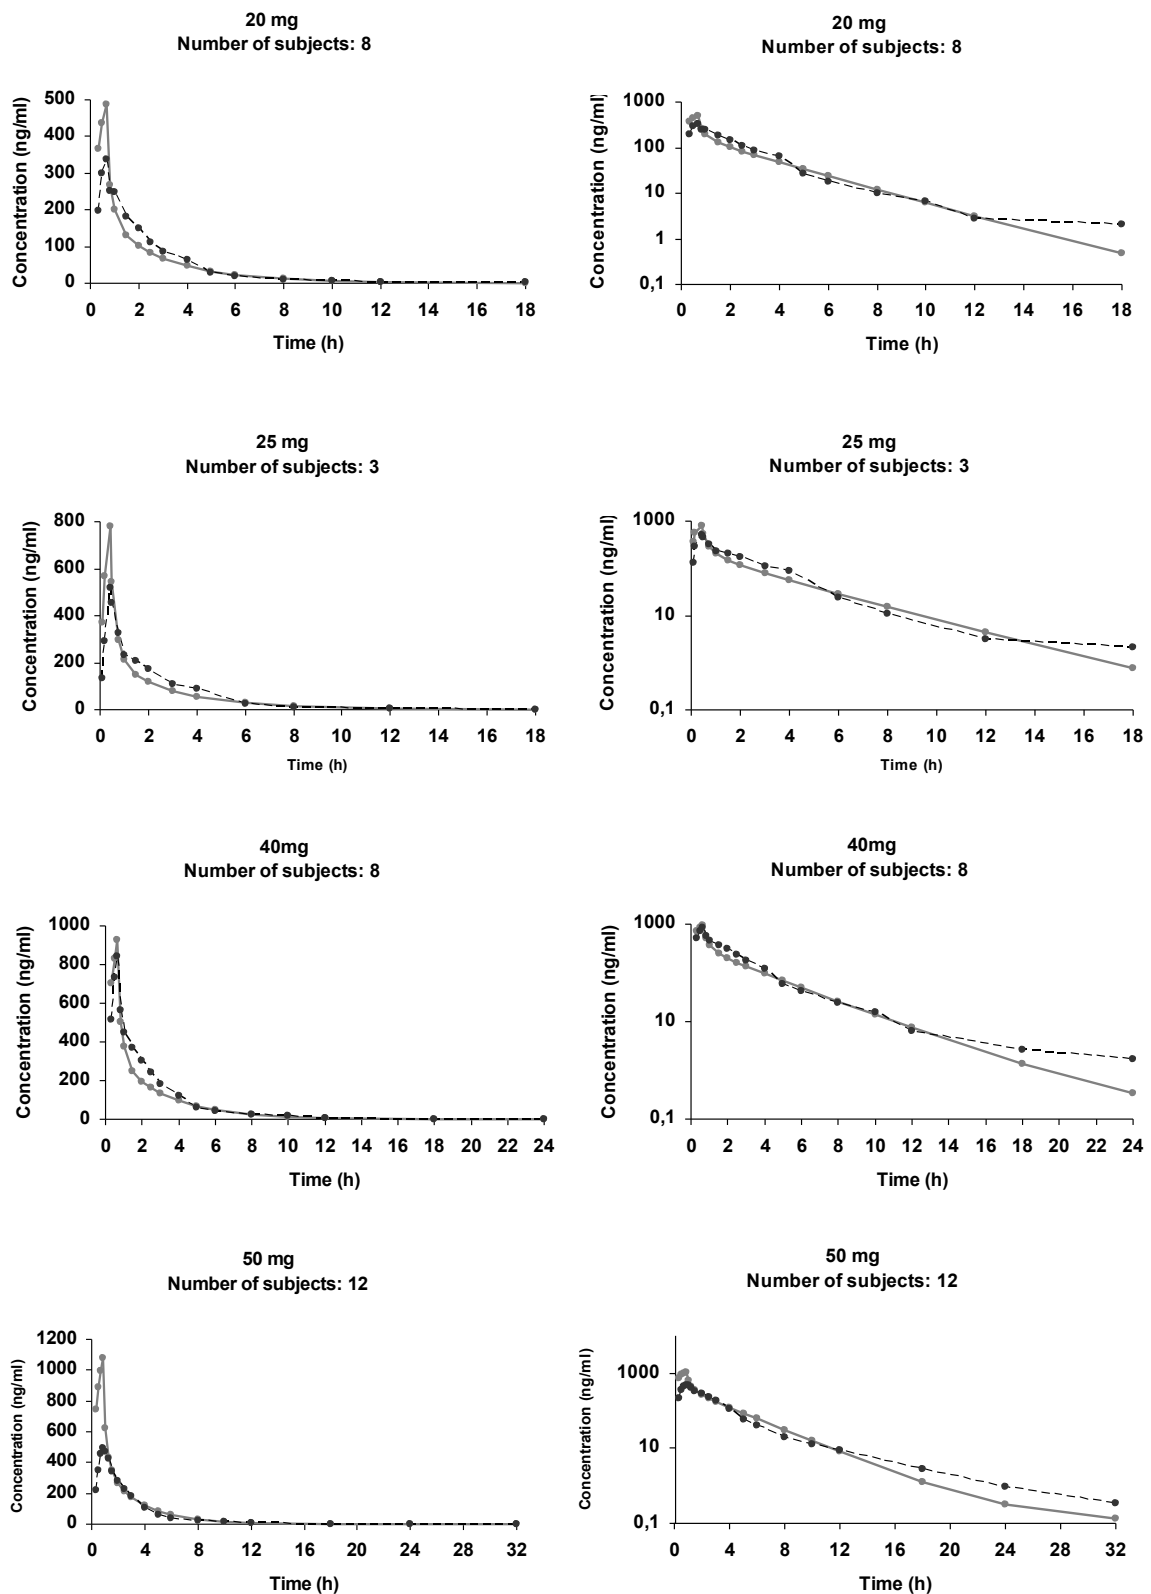 20 mg
Number of subjects: 8
Concentration (ng/ml)
500
400
300
200
100
0
0 2 4 6 8 10 12 14 16 18
Time (h)
20 mg
Number of subjects: 8
Concentration (ng/ml)
1000
100
10
1
0,1
0 2 4 6 8 10 12 14 16 18
Time (h)
25 mg
Number of subjects: 3
Concentration (ng/ml)
800
600
400
200
0
0 2 4 6 8 10 12 14 16 18
Time (h)
25 mg
Number of subjects: 3
Concentration (ng/ml)
1000
10
0,1
0 2 4 6 8 10 12 14 16 18
Time (h)
40mg
Number of subjects: 8
Concentration (ng/ml)
1000
800
600
400
200
0
0 2 4 6 8 10 12 14 16 18 20 22 24
Time (h)
40mg
Number of subjects: 8
Concentration (ng/ml)
1000
10
0,1
0 2 4 6 8 10 12 14 16 18 20 22 24
Time (h)
50 mg
Number of subjects: 12
Concentration (ng/ml)
1200
1000
800
600
400
200
0
0 4 8 12 16 20 24 28 32
Time (h)
50 mg
Number of subjects: 12
Concentration (ng/ml)
1000
10
0,1
0 4 8 12 16 20 24 28 32
Time (h)